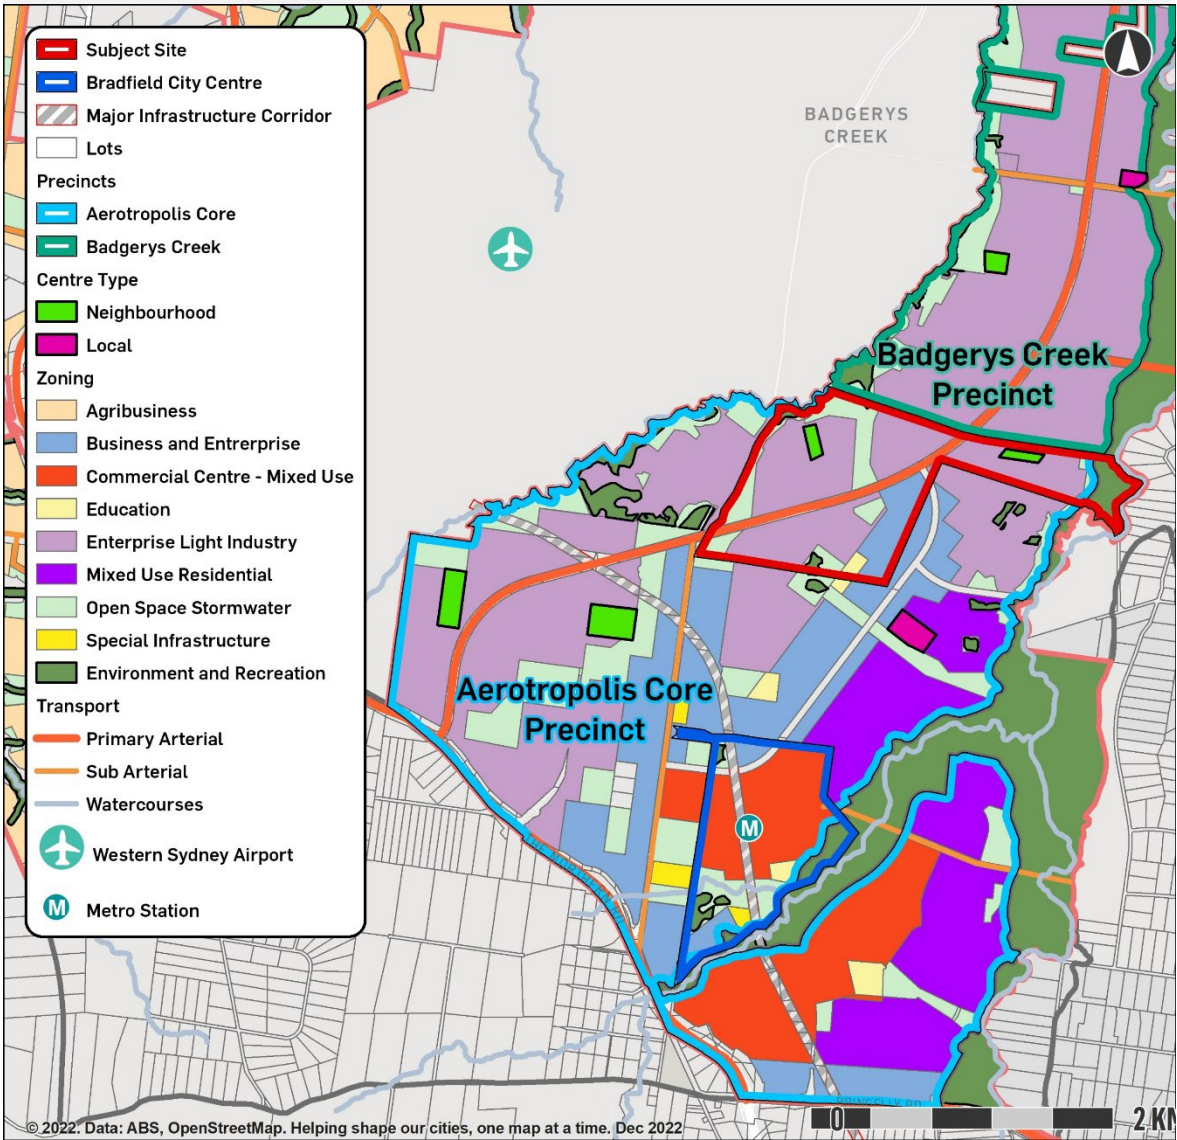 Subject Site
Bradfield City Centre
Major Infrastructure Corridor
Lots
Precincts
Aerotropolis Core
Badgerys Creek
Centre Type
Neighbourhood
Local
Zoning
Agribusiness
Business and Entrerprise
Commercial Centre - Mixed Use
Education
Enterprise Light Industry
Mixed Use Residential
Open Space Stormwater
Special Infrastructure
Environment and Recreation
Transport
Primary Arterial
Sub Arterial
Watercourses
Western Sydney Airport
M
Metro Station
BADGERYS
CREEK
Badgerys Creek
Precinct
Aerotropolis Core
Precinct
M
THE NORTHERN
0
2 KM
© 2022. Data: ABS, OpenStreetMap. Helping shape our cities, one map at a time. Dec 2022